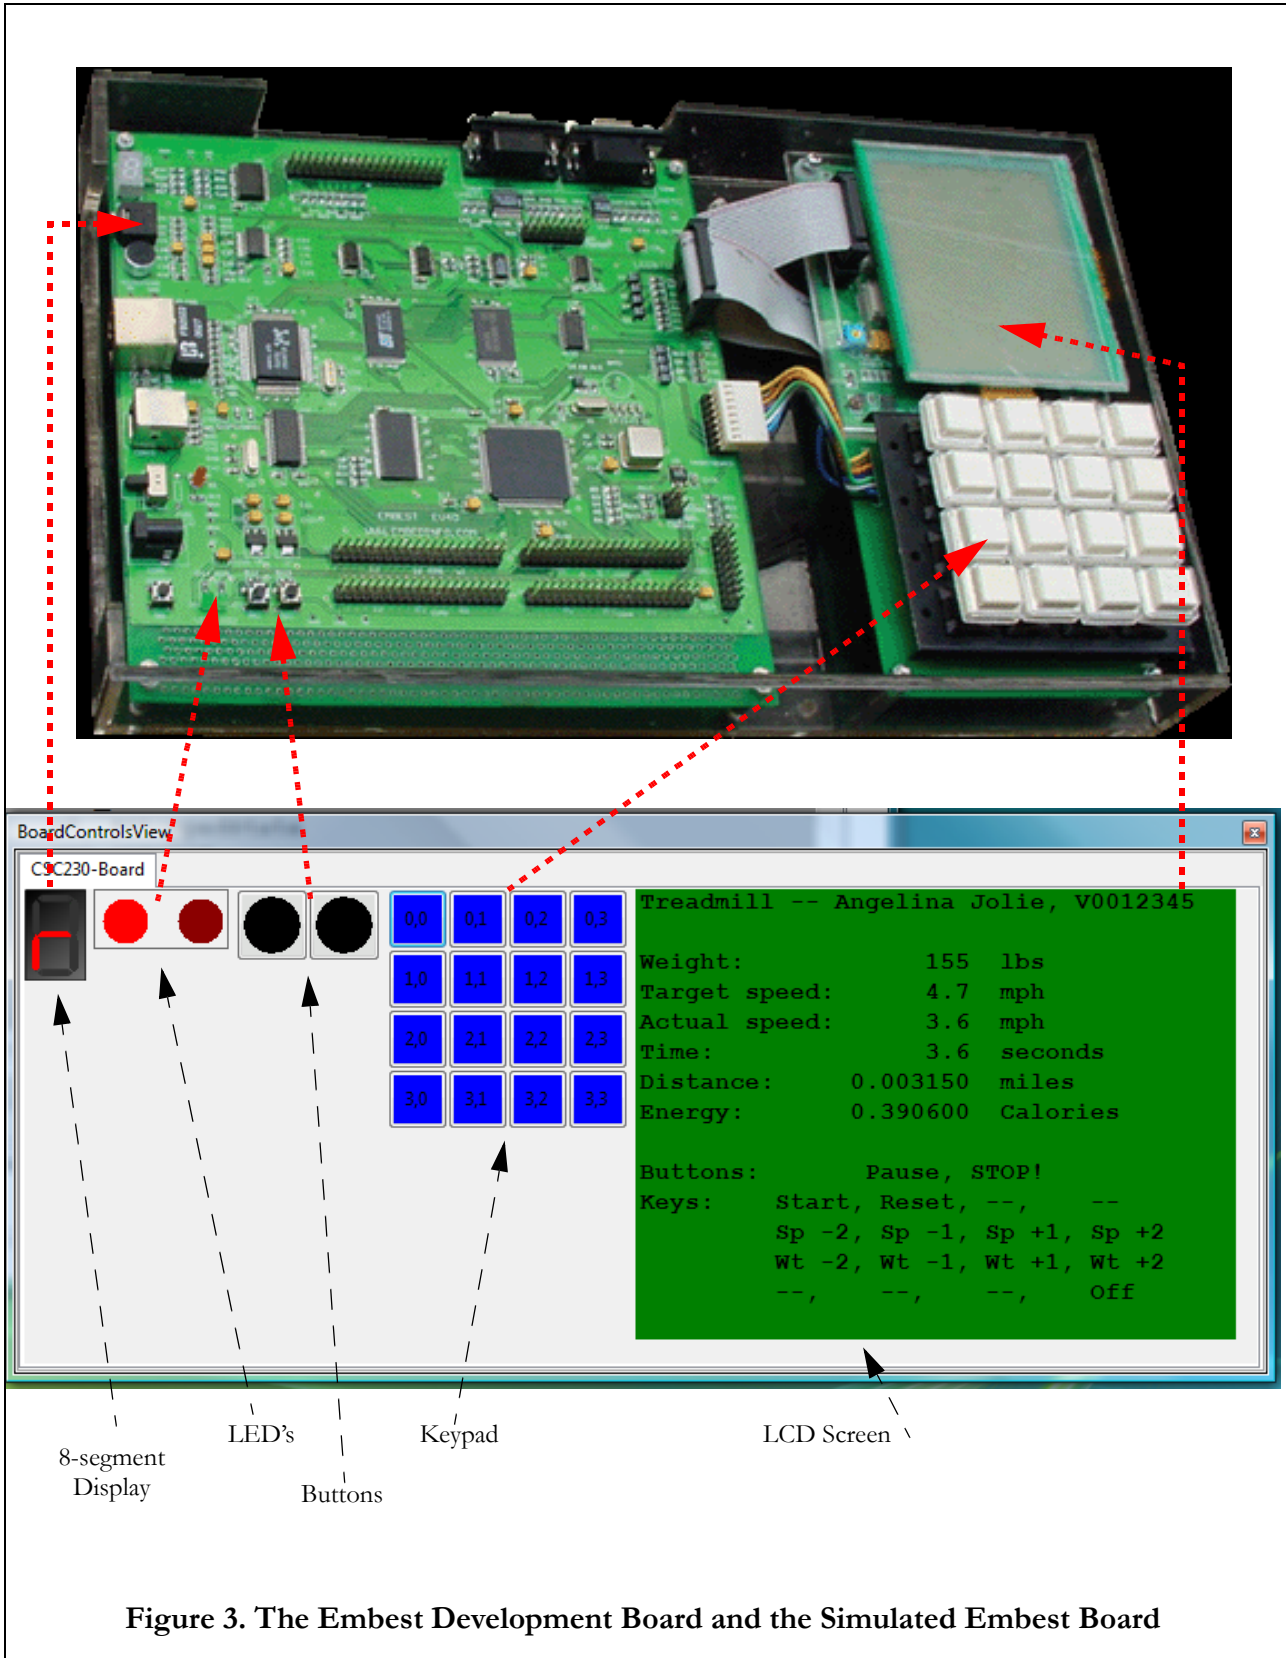 EMBEST EV40
BoardControlsView
CSC230-Board
0,0 0,1 0,2 0,3
1,0 1,1 1,2 1,3
2,0 2,1 2,2 2,3
3,0 3,1 3,2 3,3
Treadmill -- Angelina Jolie, V0012345
Weight: 155 lbs
Target speed: 4.7 mph
Actual speed: 3.6 mph
Time: 3.6 seconds
Distance: 0.003150 miles
Energy: 0.390600 Calories
Buttons: Pause, STOP!
Keys: Start, Reset, --, --
Sp -2, Sp -1, Sp +1, Sp +2
Wt -2, Wt -1, Wt +1, Wt +2
--, --, --, Off
8-segment
Display
LED's
Buttons
Keypad
LCD Screen
Figure 3. The Embest Development Board and the Simulated Embest Board